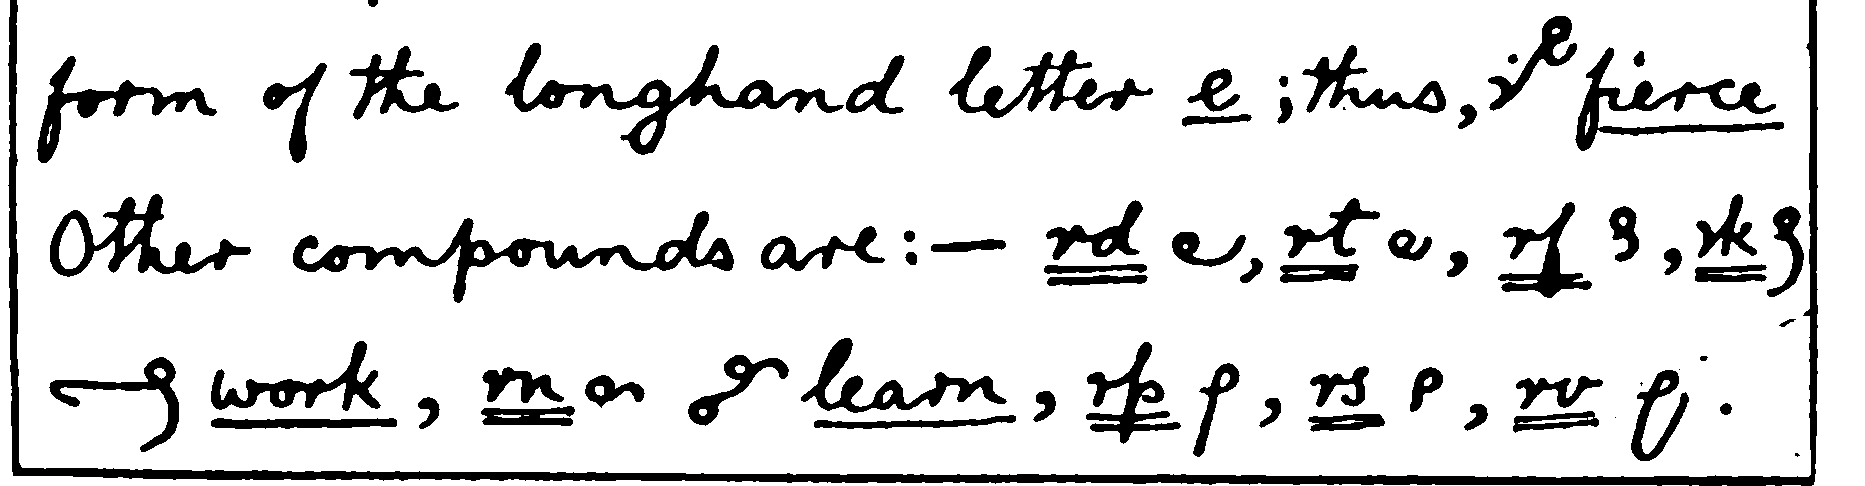 form of the longhand letter e ; thus, fierce
Other compounds are :— rd , rt , rf , rk
work , rn learn , rp , rs , rv .